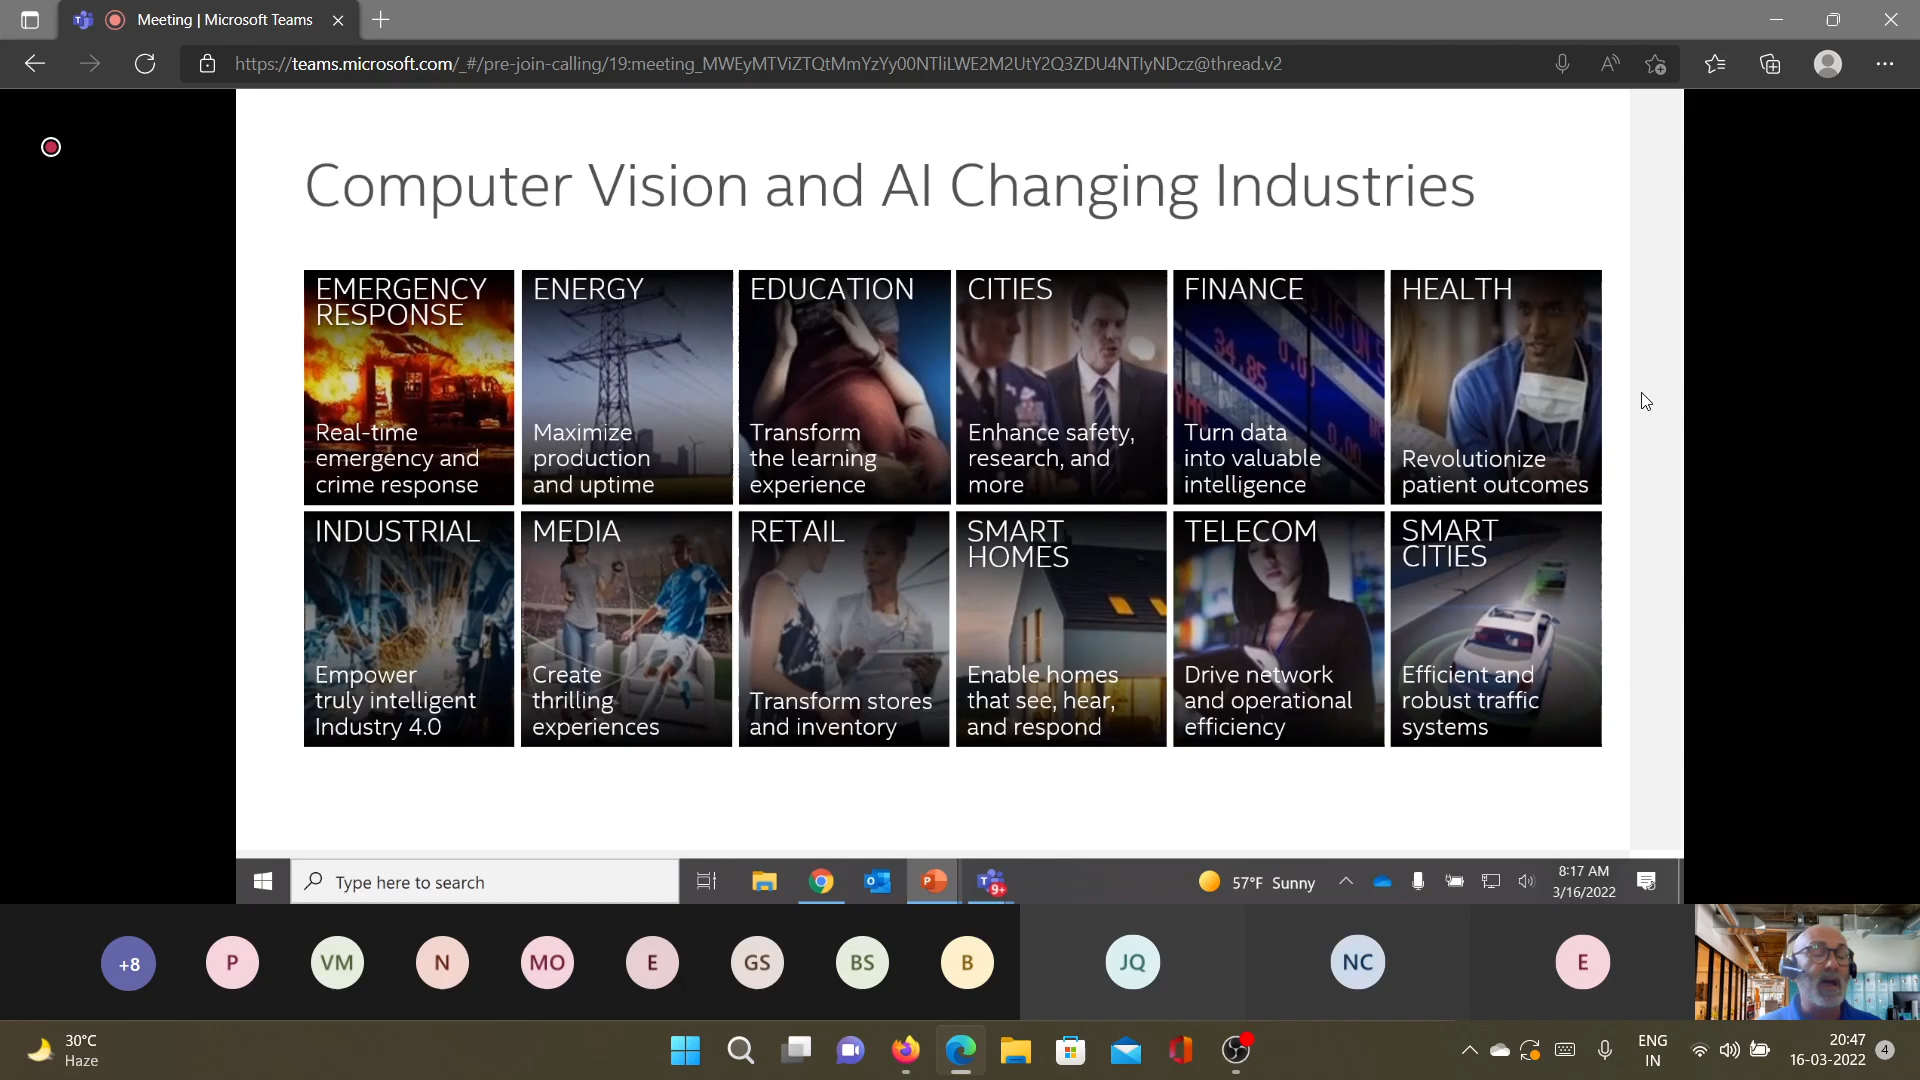 Meeting | Microsoft Teams
https://teams.microsoft.com/_#/pre-join-calling/19:meeting_MWEyMTViZTQtMmYzYy00NTliLWE2M2UtY2Q3ZDU4NTIyNDcz@thread.v2
Computer Vision and AI Changing Industries
EMERGENCY
RESPONSE
Real-time
emergency and
crime response
ENERGY
Maximize
production
and uptime
EDUCATION
Transform
the learning
experience
CITIES
Enhance safety,
research, and
more
FINANCE
34.85
Turn data
into valuable
intelligence
HEALTH
Revolutionize
patient outcomes
INDUSTRIAL
Empower
truly intelligent
Industry 4.0
MEDIA
Create
thrilling
experiences
RETAIL
Transform stores
and inventory
SMART
HOMES
Enable homes
that see, hear,
and respond
TELECOM
Drive network
and operational
efficiency
SMART
CITIES
Efficient and
robust traffic
systems
Type here to search
9+
57°F Sunny
8:17 AM
3/16/2022
+8
P
VM
N
MO
E
GS
BS
B
JQ
NC
E
30°C
Haze
ENG
IN
20:47
16-03-2022
4